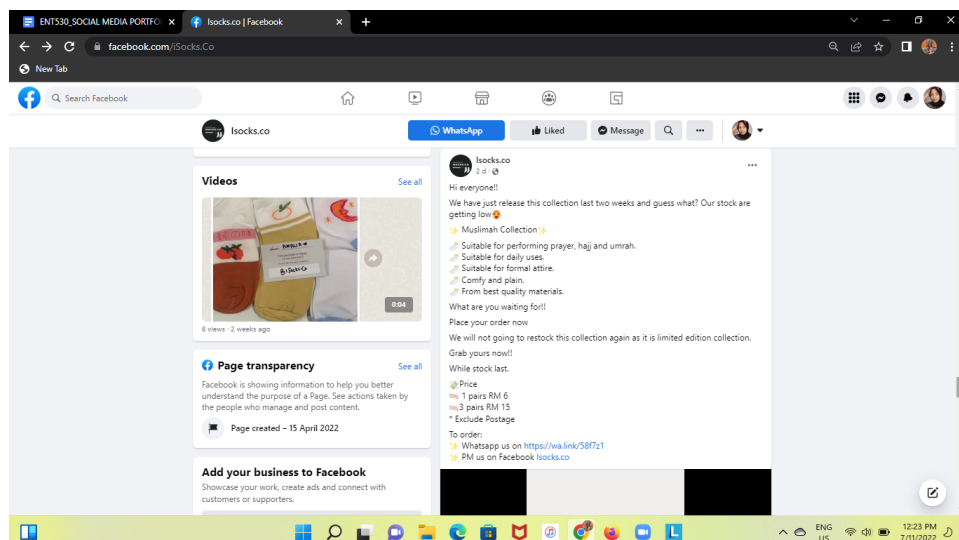 ENT530_SOCIAL MEDIA PORTFO
Isocks.co | Facebook
facebook.com/iSocks.Co
New Tab
Search Facebook
Isocks.co
WhatsApp
Liked
Message
Videos
See all
@iSocks.Co
0:04
8 views · 2 weeks ago
Page transparency
See all
Facebook is showing information to help you better
understand the purpose of a Page. See actions taken by
the people who manage and post content.
Page created – 15 April 2022
Add your business to Facebook
Showcase your work, create ads and connect with
customers or supporters.
Isocks.co
2 d
Hi everyone!!
We have just release this collection last two weeks and guess what? Our stock are
getting low😍
✨ Muslimah Collection✨
🧦 Suitable for performing prayer, hajj and umrah.
🧦 Suitable for daily uses.
🧦 Suitable for formal attire.
🧦 Comfy and plain.
🧦 From best quality materials.
What are you waiting for!!
Place your order now
We will not going to restock this collection again as it is limited edition collection.
Grab yours now!!
While stock last.
💸Price
1 pairs RM 6
3 pairs RM 15
* Exclude Postage
To order:
✨ Whatsapp us on https://wa.link/58f7z1
✨ PM us on Facebook Isocks.co
ENG
US
12:23 PM
7/11/2022